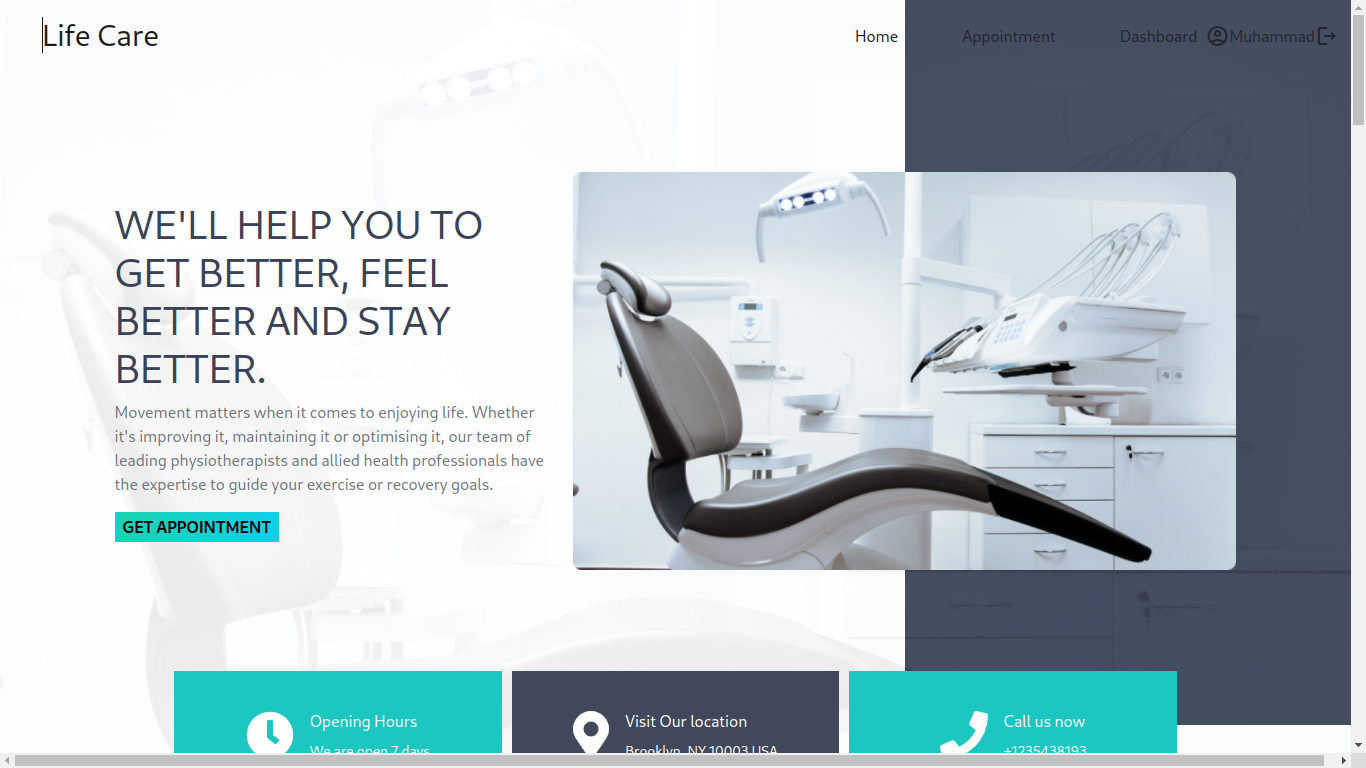 Life Care
Home Appointment Dashboard Muhammad
WE'LL HELP YOU TO
GET BETTER, FEEL
BETTER AND STAY
BETTER.
Movement matters when it comes to enjoying life. Whether
it's improving it, maintaining it or optimising it, our team of
leading physiotherapists and allied health professionals have
the expertise to guide your exercise or recovery goals.
GET APPOINTMENT
Opening Hours
We are open 7 days
Visit Our location
Brooklyn, NY 10003 USA
Call us now
+1235438193